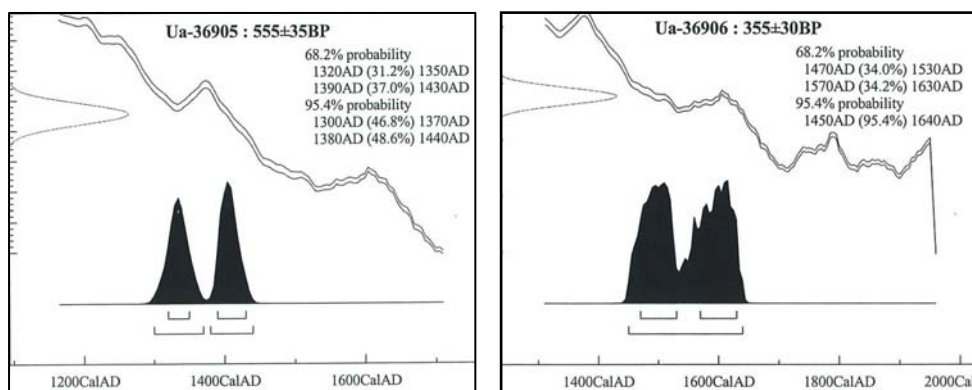 Ua-36905 : 555±35BP
68.2% probability
1320AD (31.2%) 1350AD
1390AD (37.0%) 1430AD
95.4% probability
1300AD (46.8%) 1370AD
1380AD (48.6%) 1440AD
1200CalAD 1400CalAD 1600CalAD
Ua-36906 : 355±30BP
68.2% probability
1470AD (34.0%) 1530AD
1570AD (34.2%) 1630AD
95.4% probability
1450AD (95.4%) 1640AD
1400CalAD 1600CalAD 1800CalAD 2000Ca